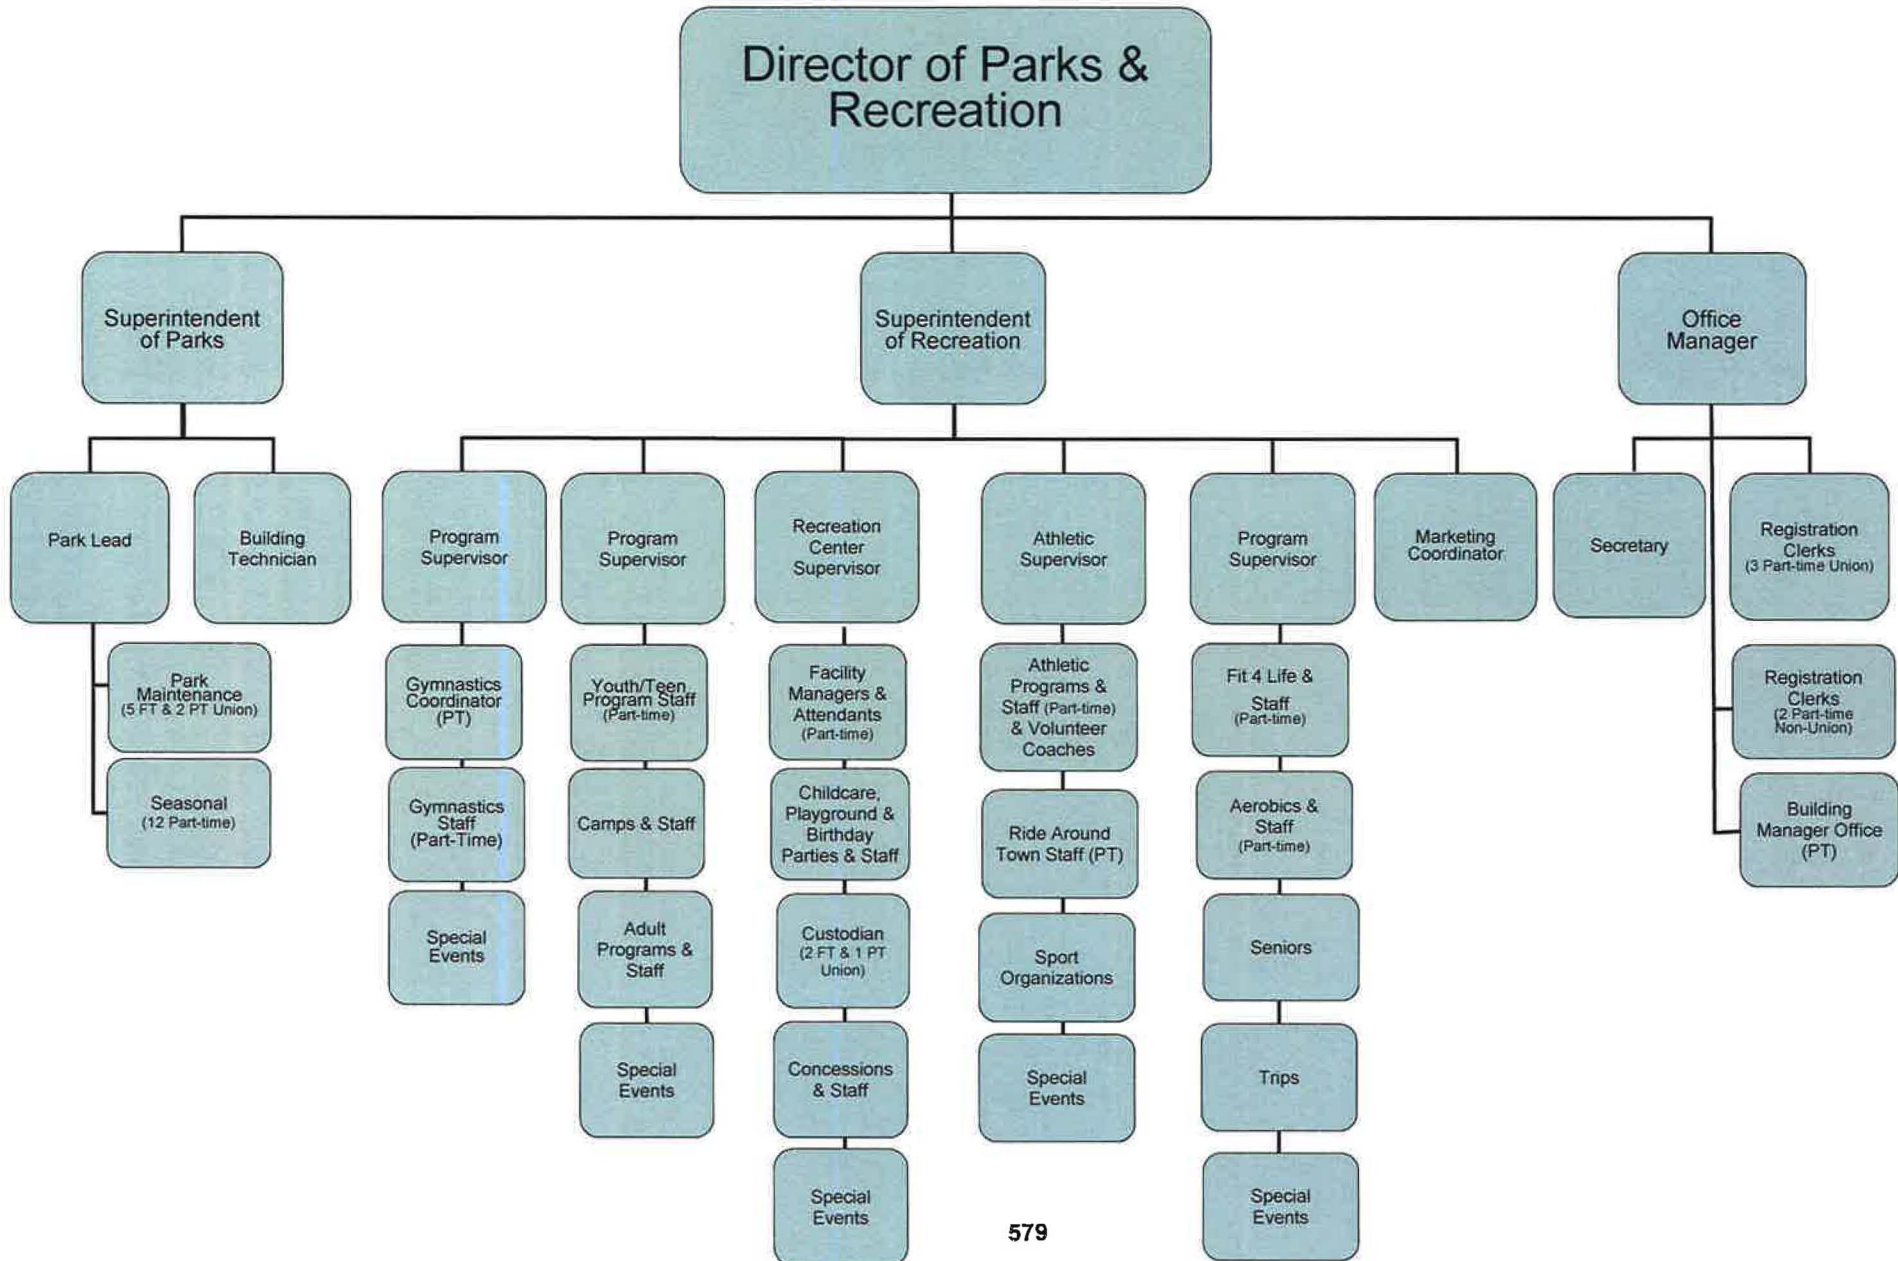 Director of Parks &
Recreation
Superintendent
of Parks
Superintendent
of Recreation
Office
Manager
Park Lead
Building
Technician
Program
Supervisor
Program
Supervisor
Recreation
Center
Supervisor
Athletic
Supervisor
Program
Supervisor
Marketing
Coordinator
Secretary
Registration
Clerks
(3 Part-time Union)
Park
Maintenance
(5 FT & 2 PT Union)
Seasonal
(12 Part-time)
Gymnastics
Coordinator
(PT)
Gymnastics
Staff
(Part-Time)
Special
Events
Youth/Teen
Program Staff
(Part-time)
Camps & Staff
Adult
Programs &
Staff
Special
Events
Facility
Managers &
Attendants
(Part-time)
Childcare,
Playground &
Birthday
Parties & Staff
Custodian
(2 FT & 1 PT
Union)
Concessions
& Staff
Special
Events
Athletic
Programs &
Staff (Part-time)
& Volunteer
Coaches
Ride Around
Town Staff (PT)
Sport
Organizations
Special
Events
Fit 4 Life &
Staff
(Part-time)
Aerobics &
Staff
(Part-time)
Seniors
Trips
Special
Events
Registration
Clerks
(2 Part-time
Non-Union)
Building
Manager Office
(PT)
579